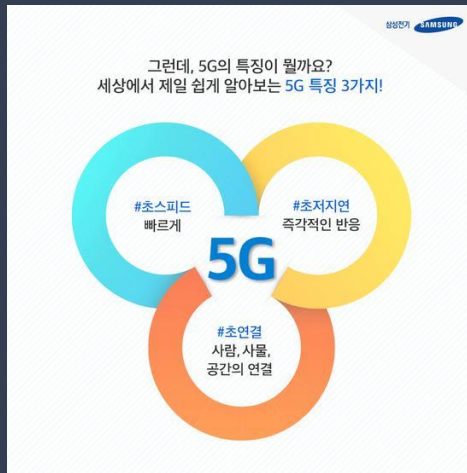 삼성전기 SAMSUNG
그런데, 5G의 특징이 뭘까요?
세상에서 제일 쉽게 알아보는 5G 특징 3가지!
#초스피드
빠르게
#초저지연
즉각적인 반응
5G
#초연결
사람, 사물,
공간의 연결